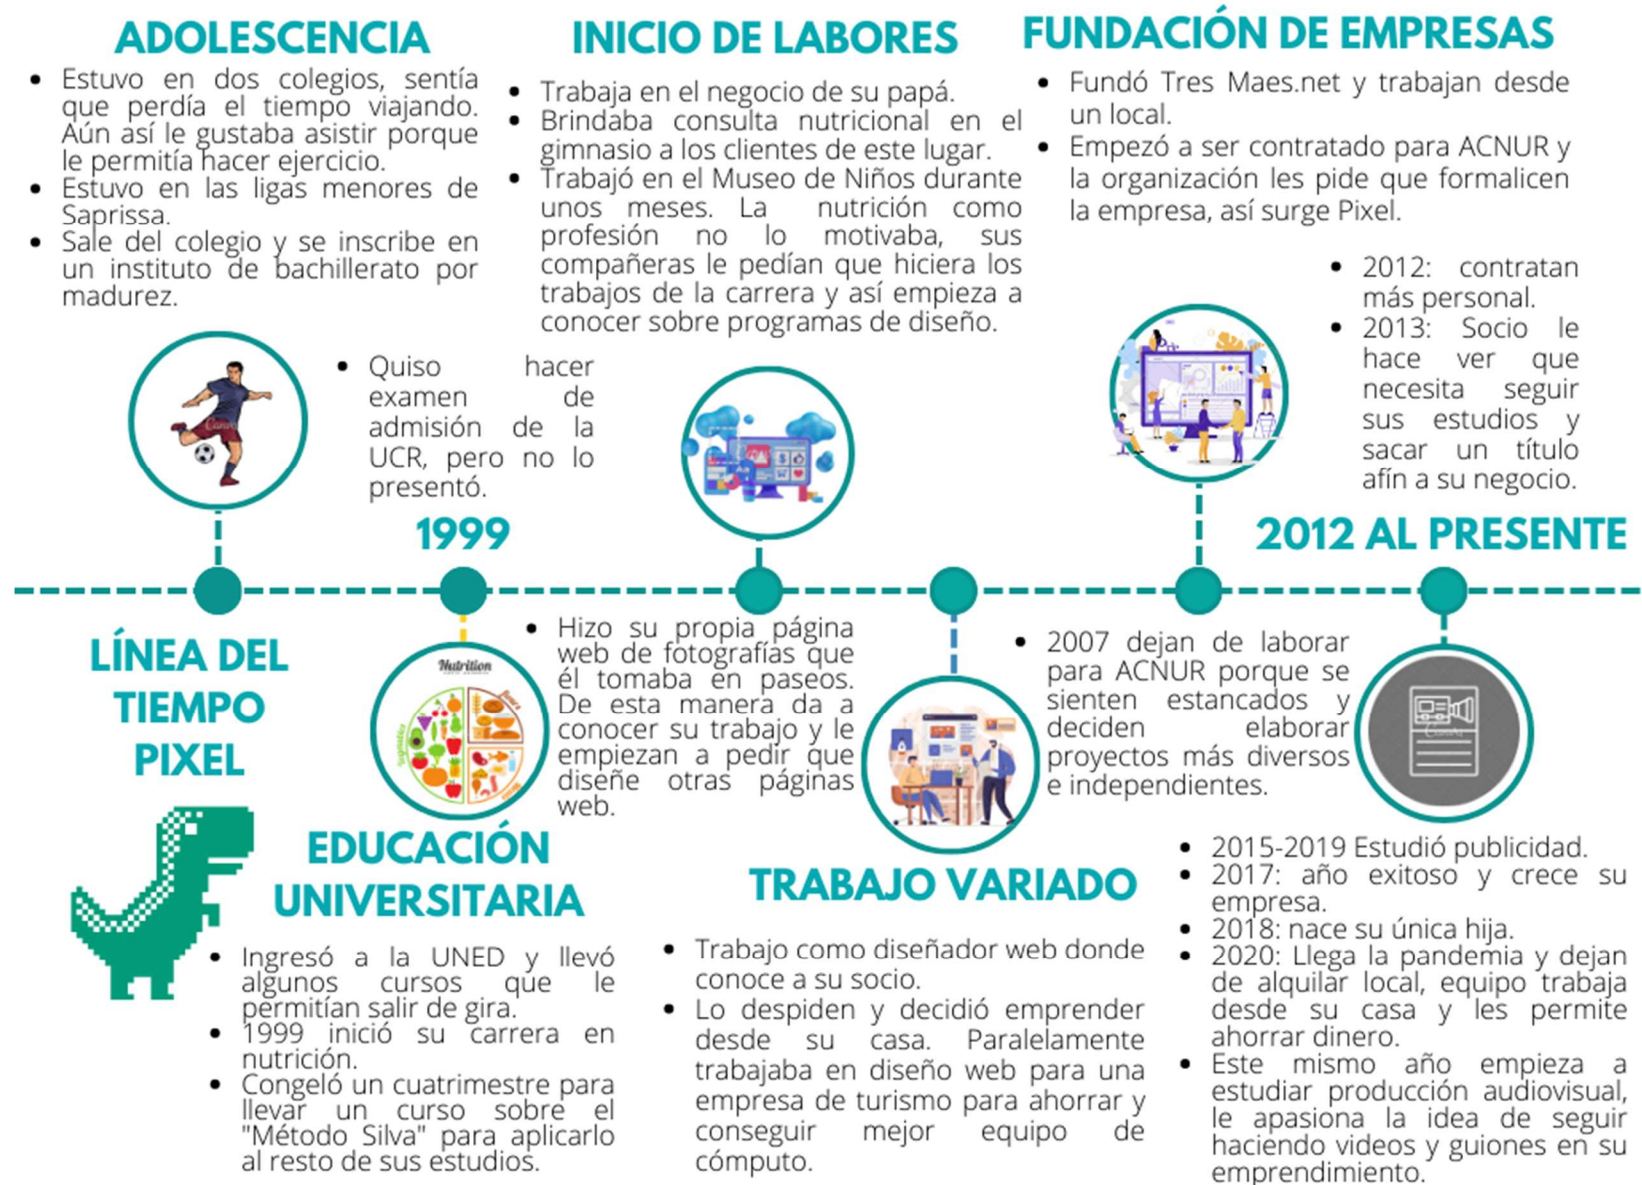 ADOLESCENCIA
Estuvo en dos colegios, sentía
que perdía el tiempo viajando.
Aún así le gustaba asistir porque
le permitía hacer ejercicio.
Estuvo en las ligas menores de
Saprissa.
Sale del colegio y se inscribe en
un instituto de bachillerato por
madurez.
INICIO DE LABORES
Trabaja en el negocio de su papá.
Brindaba consulta nutricional en el
gimnasio a los clientes de este lugar.
Trabajó en el Museo de Niños durante
unos meses. La nutrición como
profesión no lo motivaba, sus
compañeras le pedían que hiciera los
trabajos de la carrera y así empieza a
conocer sobre programas de diseño.
FUNDACIÓN DE EMPRESAS
Fundó Tres Maes.net y trabajan desde
un local.
Empezó a ser contratado para ACNUR y
la organización les pide que formalicen
la empresa, así surge Pixel.
2012: contratan
más personal.
2013: Socio le
hace ver que
necesita seguir
sus estudios y
sacar un título
afín a su negocio.
Canva
Quiso hacer
examen de
admisión de la
UCR, pero no lo
presentó.
1999
2012 AL PRESENTE
LÍNEA DEL
TIEMPO
PIXEL
Nutrition
Hizo su propia página
web de fotografías que
él tomaba en paseos.
De esta manera da a
conocer su trabajo y le
empiezan a pedir que
diseñe otras páginas
web.
2007 dejan de laborar
para ACNUR porque se
sienten estancados y
deciden elaborar
proyectos más diversos
e independientes.
EDUCACIÓN
UNIVERSITARIA
Ingresó a la UNED y llevó
algunos cursos que le
permitían salir de gira.
1999 inició su carrera en
nutrición.
Congeló un cuatrimestre para
llevar un curso sobre el
"Método Silva" para aplicarlo
al resto de sus estudios.
TRABAJO VARIADO
Trabajo como diseñador web donde
conoce a su socio.
Lo despiden y decidió emprender
desde su casa. Paralelamente
trabajaba en diseño web para una
empresa de turismo para ahorrar y
conseguir mejor equipo de
cómputo.
2015-2019 Estudió publicidad.
2017: año exitoso y crece su
empresa.
2018: nace su única hija.
2020: Llega la pandemia y dejan
de alquilar local, equipo trabaja
desde su casa y les permite
ahorrar dinero.
Este mismo año empieza a
estudiar producción audiovisual,
le apasiona la idea de seguir
haciendo videos y guiones en su
emprendimiento.